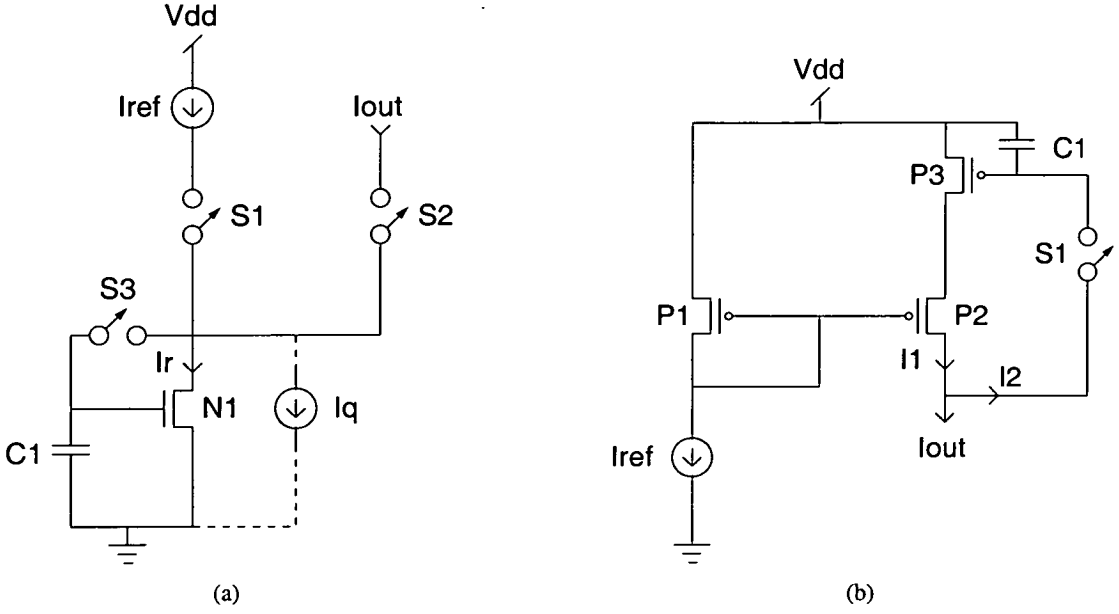 Vdd
Iref
Iout
S1
S2
S3
Ir
N1
Iq
C1
(a)
Vdd
C1
P3
S1
P1
P2
I1
I2
Iref
Iout
(b)